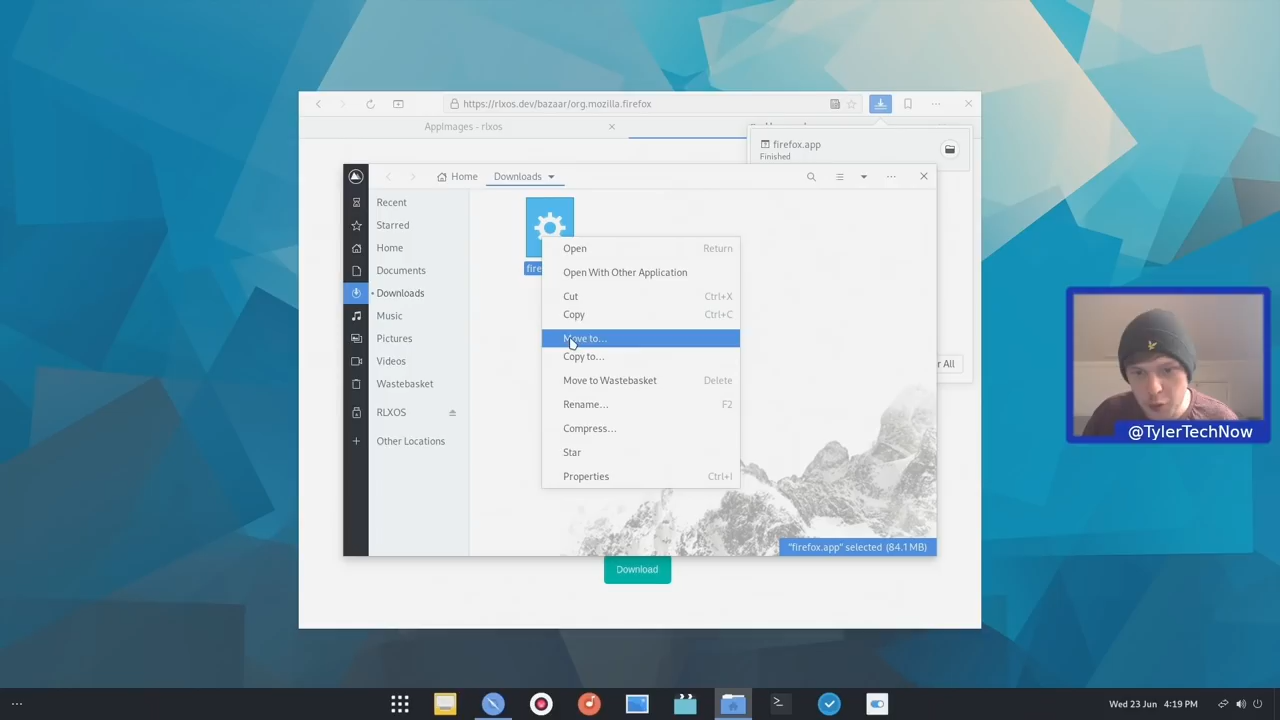 https://rlxos.dev/bazaar/org.mozilla.firefox
AppImages - rlxos
firefox.app
Finished
Home
Downloads
Recent
Starred
Home
Documents
Downloads
Music
Pictures
Videos
Wastebasket
RLXOS
Other Locations
fire
Open Return
Open With Other Application
Cut Ctrl+X
Copy Ctrl+C
Move to...
Copy to...
Move to Wastebasket Delete
Rename... F2
Compress...
Star
Properties Ctrl+I
r All
"firefox.app" selected (84.1 MB)
Download
@TylerTechNow
Wed 23 Jun 4:19 PM